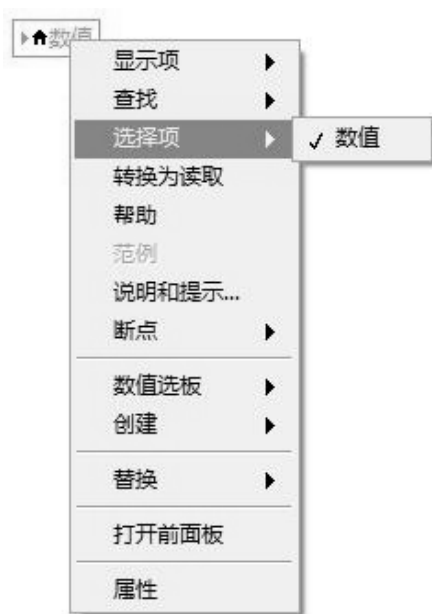 数值
显示项
查找
选择项
数值
转换为读取
帮助
范例
说明和提示...
断点
数值选板
创建
替换
打开前面板
属性